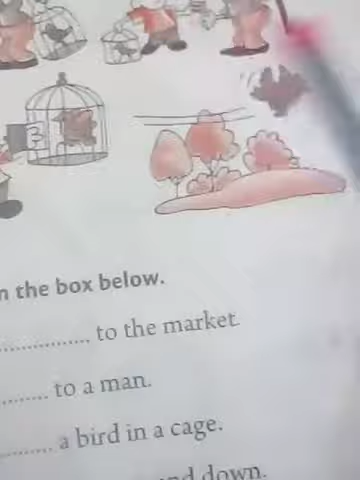 n the box below.
.................. to the market.
......... to a man.
.......... a bird in a cage.
nd down.